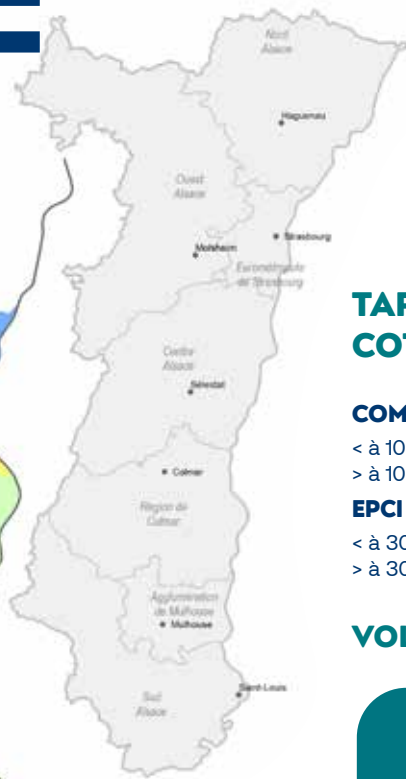 Nord
Alsace
Haguenau
Ouest
Alsace
Strasbourg
Molsheim
Eurométropole
de Strasbourg
Centre
Alsace
Sélestat
Colmar
Région de
Colmar
Agglomération
de Mulhouse
Mulhouse
Sud
Alsace
Saint-Louis
TAR
COT
COM
< à 10
> à 10
EPCI
< à 30
> à 30
VOI